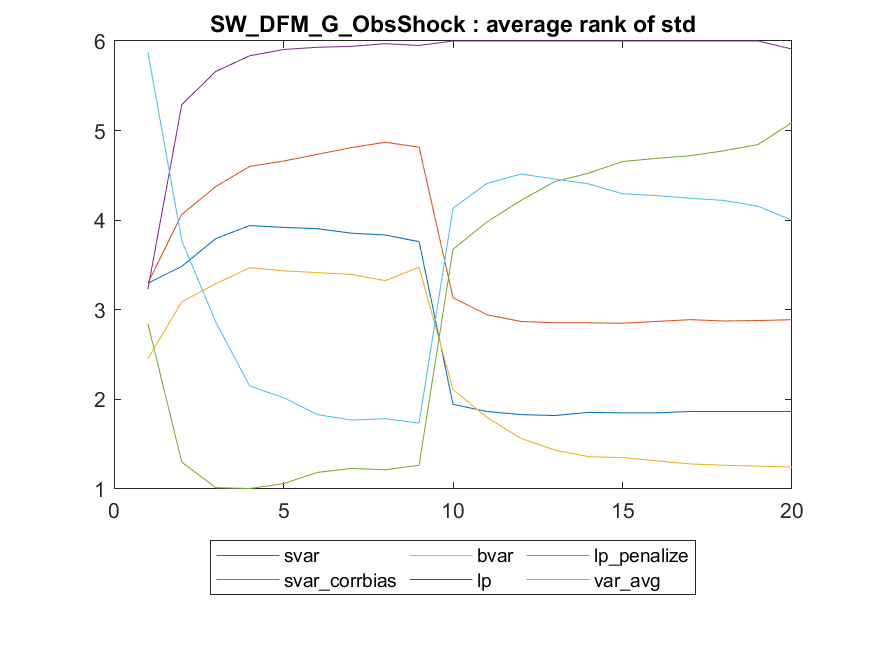 SW_DFM_G_ObsShock : average rank of std
6
5
4
3
2
1
0 5 10 15 20
svar bvar lp_penalize
svar_corrbias lp var_avg